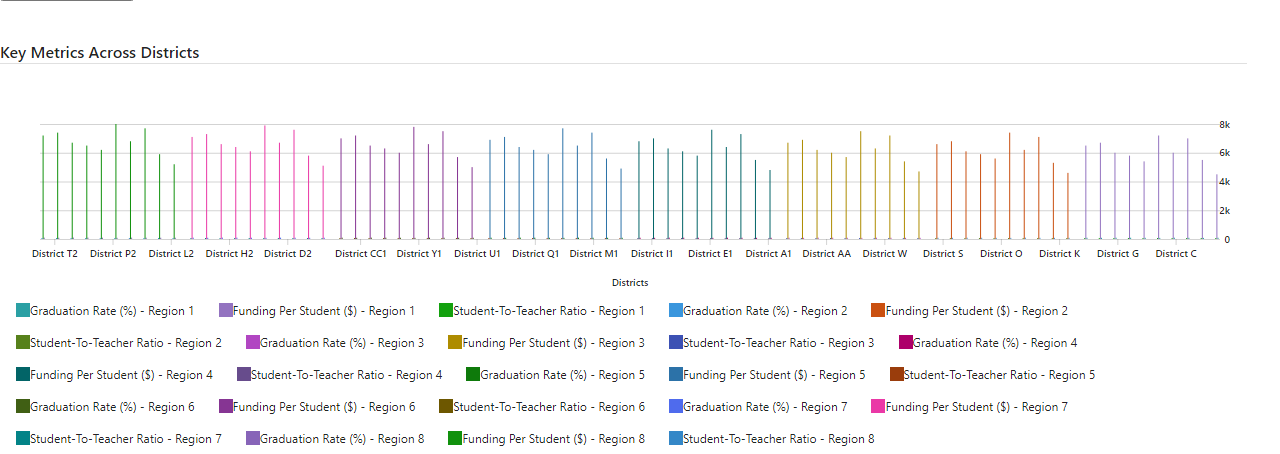 Key Metrics Across Districts
8k
6k
4k
2k
0
District T2 District P2 District L2 District H2 District D2 District CC1 District Y1 District U1 District Q1 District M1 District I1 District E1 District A1 District AA District W District S District O District K District G District C
Districts
Graduation Rate (%) - Region 1 Funding Per Student ($) - Region 1 Student-To-Teacher Ratio - Region 1 Graduation Rate (%) - Region 2 Funding Per Student ($) - Region 2
Student-To-Teacher Ratio - Region 2 Graduation Rate (%) - Region 3 Funding Per Student ($) - Region 3 Student-To-Teacher Ratio - Region 3 Graduation Rate (%) - Region 4
Funding Per Student ($) - Region 4 Student-To-Teacher Ratio - Region 4 Graduation Rate (%) - Region 5 Funding Per Student ($) - Region 5 Student-To-Teacher Ratio - Region 5
Graduation Rate (%) - Region 6 Funding Per Student ($) - Region 6 Student-To-Teacher Ratio - Region 6 Graduation Rate (%) - Region 7 Funding Per Student ($) - Region 7
Student-To-Teacher Ratio - Region 7 Graduation Rate (%) - Region 8 Funding Per Student ($) - Region 8 Student-To-Teacher Ratio - Region 8